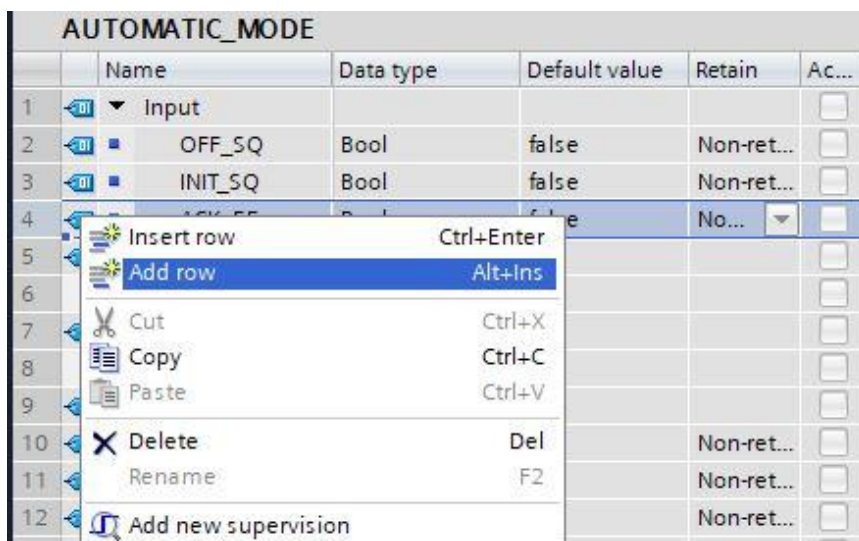 AUTOMATIC_MODE
Name Data type Default value Retain Ac...
1 Input
2 OFF_SQ Bool false Non-ret...
3 INIT_SQ Bool false Non-ret...
4 No...
Insert row Ctrl+Enter
5
Add row Alt+Ins
6
7 Cut Ctrl+X
8 Copy Ctrl+C
9 Paste Ctrl+V
10 Delete Del Non-ret...
11 Rename F2 Non-ret...
12 Add new supervision Non-ret...